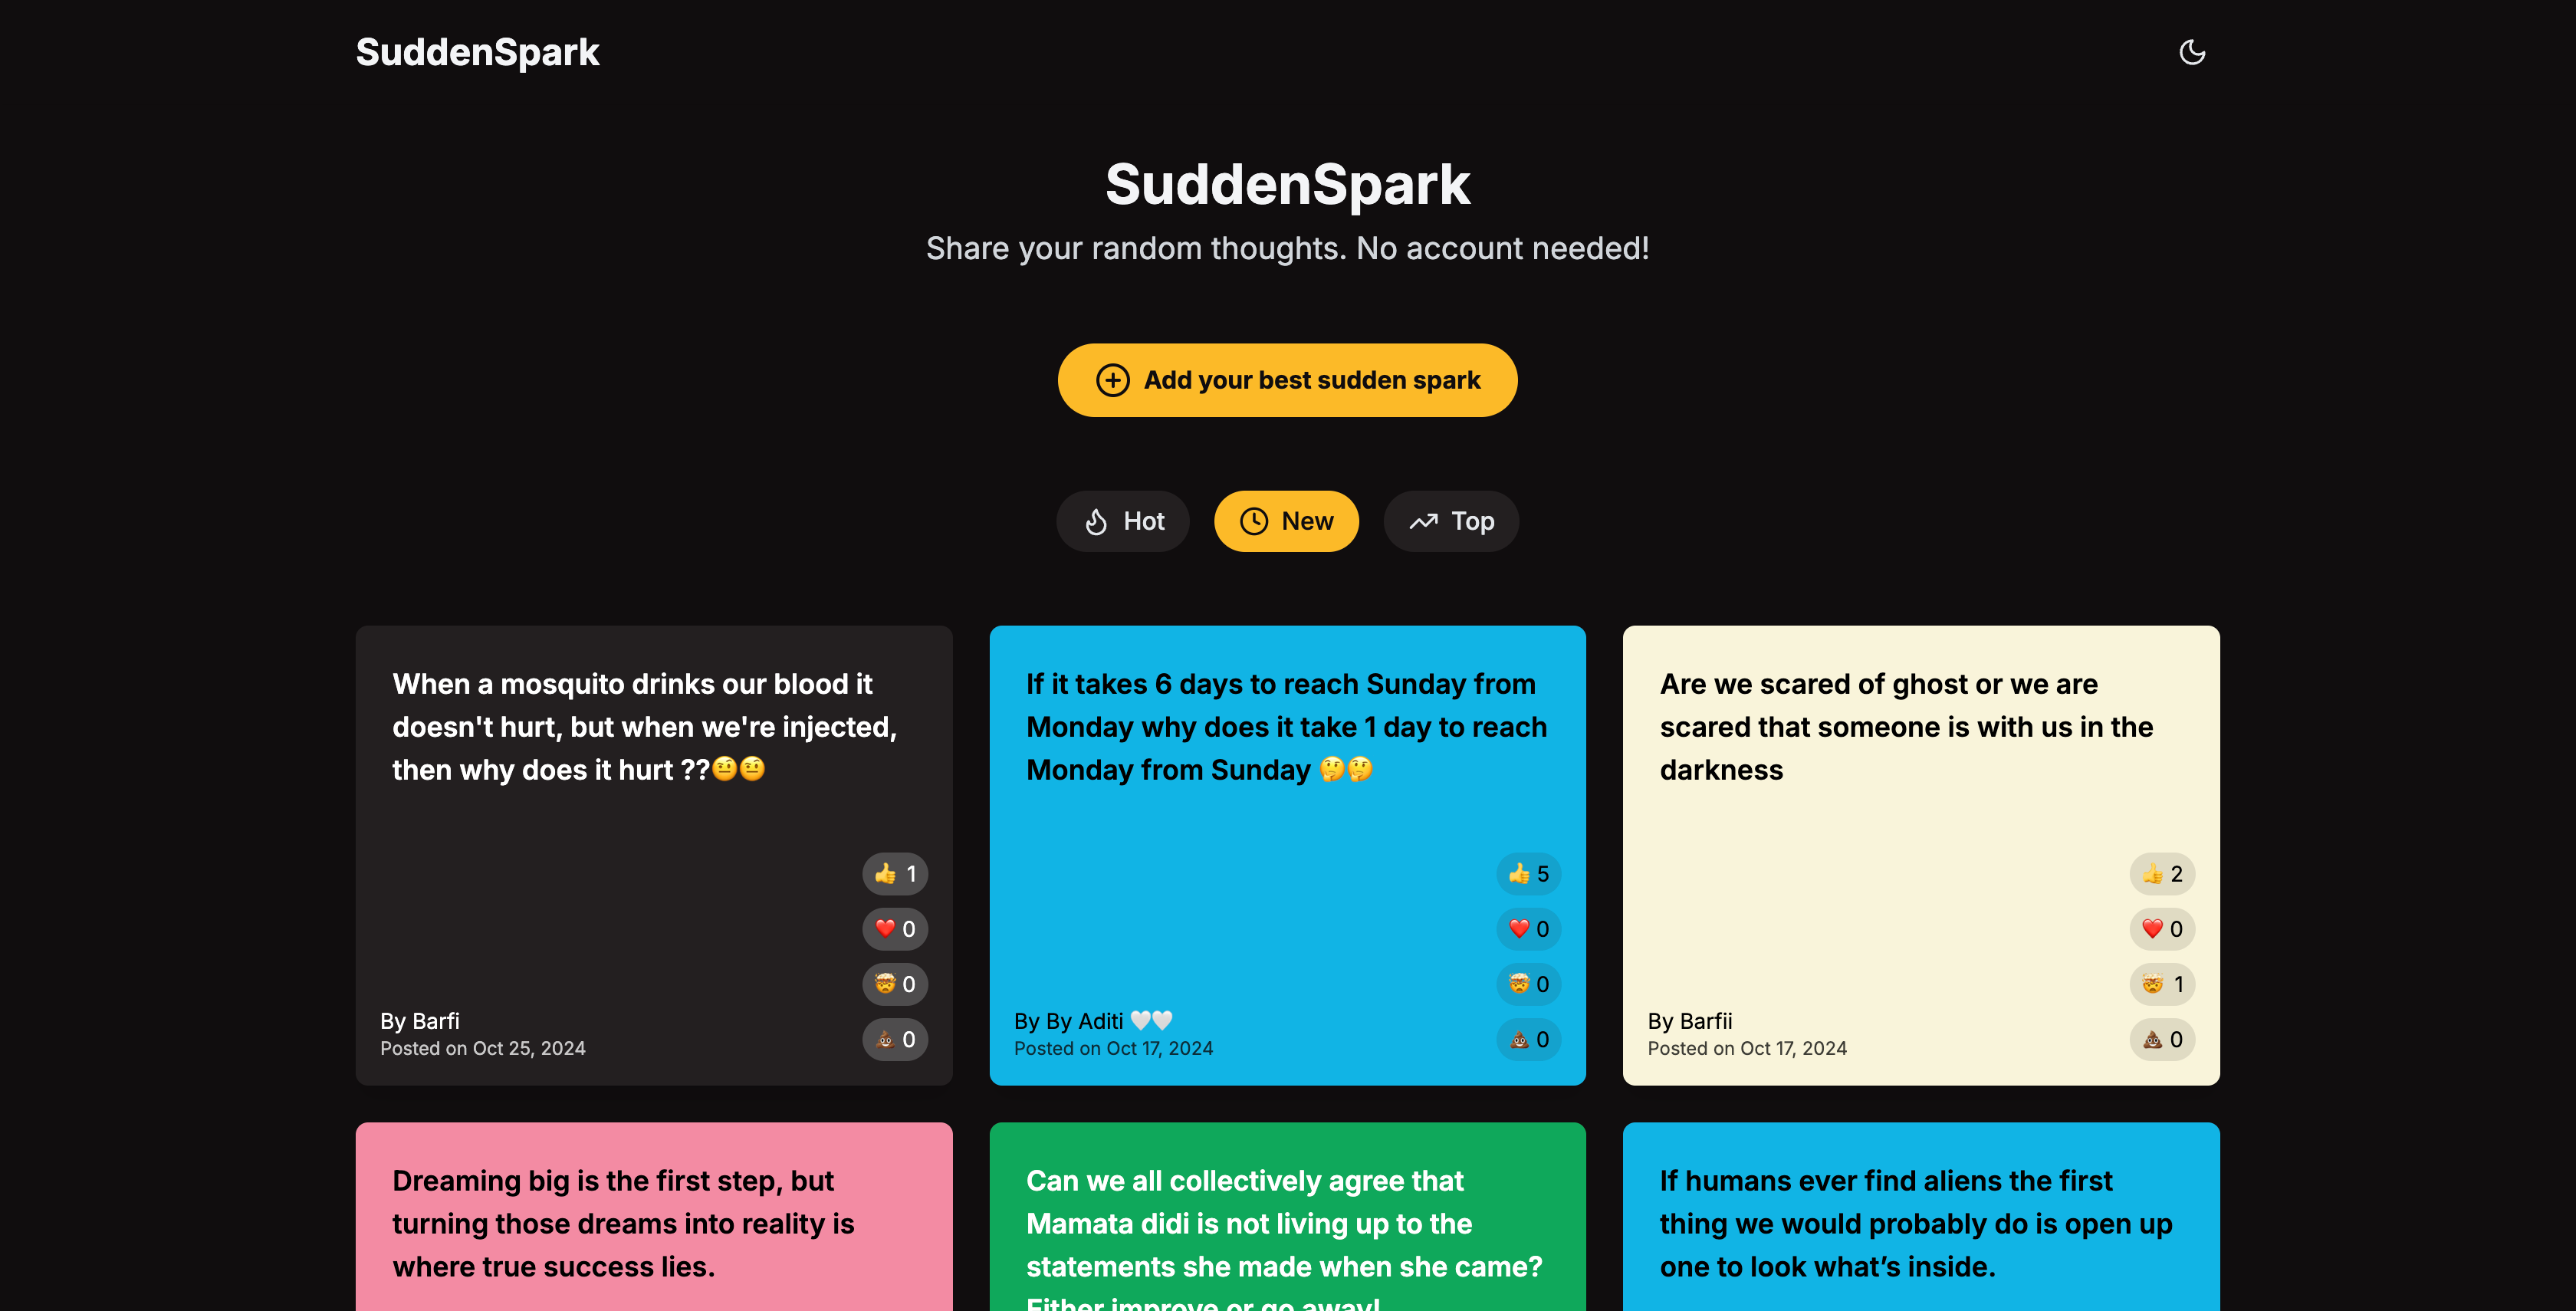 SuddenSpark
SuddenSpark
Share your random thoughts. No account needed!
Add your best sudden spark
Hot
New
Top
When a mosquito drinks our blood it
doesn't hurt, but when we're injected,
then why does it hurt ??🤨🤨
👍 1
❤️ 0
🤯 0
💩 0
By Barfi
Posted on Oct 25, 2024
If it takes 6 days to reach Sunday from
Monday why does it take 1 day to reach
Monday from Sunday 🤔🤔
👍 5
❤️ 0
🤯 0
💩 0
By By Aditi 🤍🤍
Posted on Oct 17, 2024
Are we scared of ghost or we are
scared that someone is with us in the
darkness
👍 2
❤️ 0
🤯 1
💩 0
By Barfii
Posted on Oct 17, 2024
Dreaming big is the first step, but
turning those dreams into reality is
where true success lies.
Can we all collectively agree that
Mamata didi is not living up to the
statements she made when she came?
Either improve or go away!
If humans ever find aliens the first
thing we would probably do is open up
one to look what’s inside.